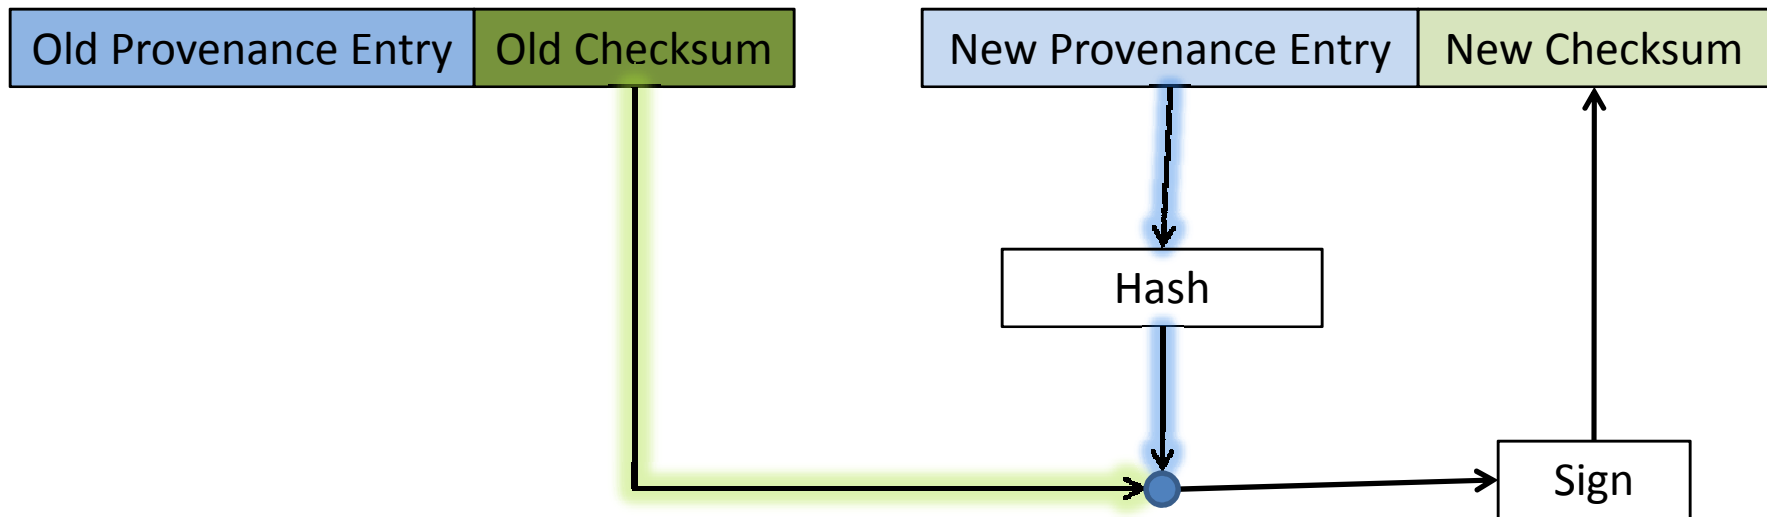 Old Provenance Entry
Old Checksum
New Provenance Entry
New Checksum
Hash
Sign